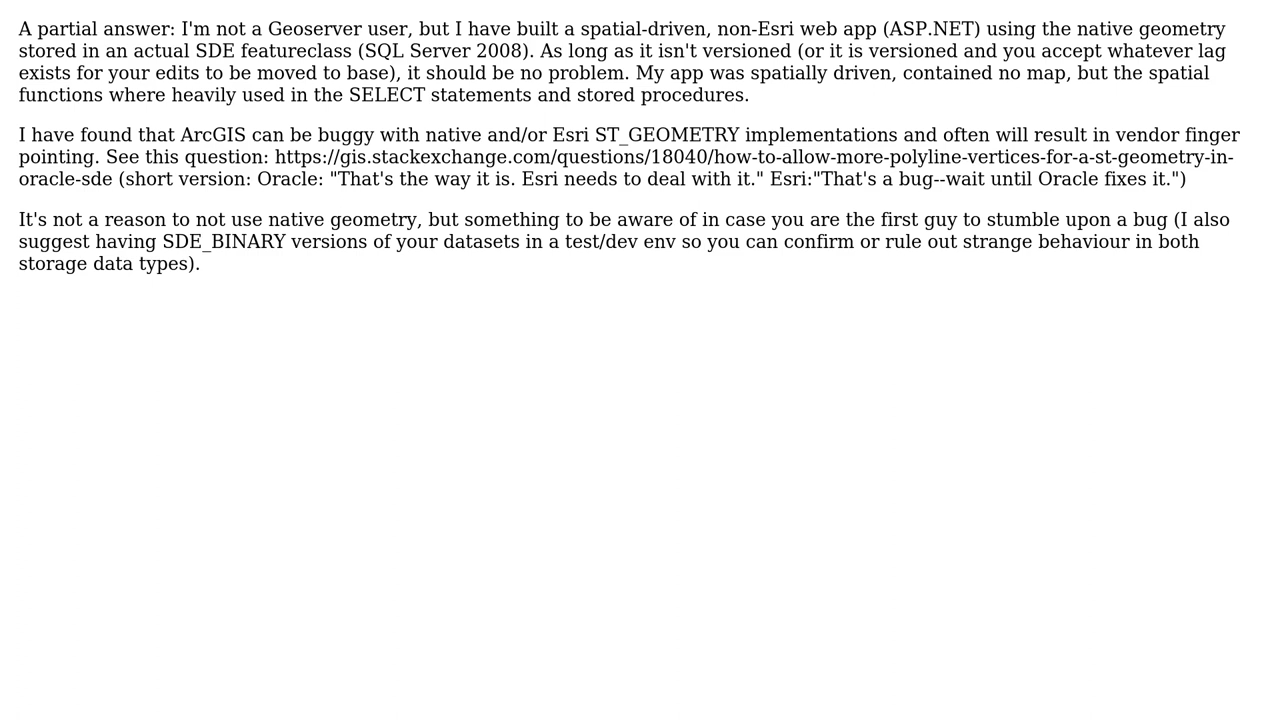 A partial answer: I'm not a Geoserver user, but I have built a spatial-driven, non-Esri web app (ASP.NET) using the native geometry
stored in an actual SDE featureclass (SQL Server 2008). As long as it isn't versioned (or it is versioned and you accept whatever lag
exists for your edits to be moved to base), it should be no problem. My app was spatially driven, contained no map, but the spatial
functions where heavily used in the SELECT statements and stored procedures.
I have found that ArcGIS can be buggy with native and/or Esri ST_GEOMETRY implementations and often will result in vendor finger
pointing. See this question: https://gis.stackexchange.com/questions/18040/how-to-allow-more-polyline-vertices-for-a-st-geometry-in-
oracle-sde (short version: Oracle: "That's the way it is. Esri needs to deal with it." Esri:"That's a bug--wait until Oracle fixes it.")
It's not a reason to not use native geometry, but something to be aware of in case you are the first guy to stumble upon a bug (I also
suggest having SDE_BINARY versions of your datasets in a test/dev env so you can confirm or rule out strange behaviour in both
storage data types).